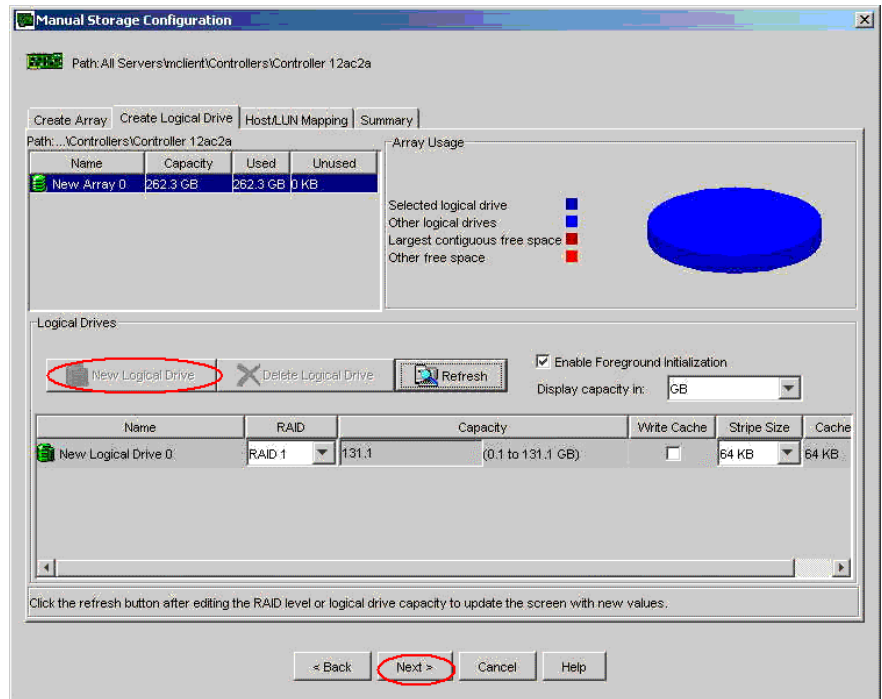 Manual Storage Configuration
Path:All Servers\mclient\Controllers\Controller 12ac2a
Create Array Create Logical Drive Host/LUN Mapping Summary
Path:...\Controllers\Controller 12ac2a
Name Capacity Used Unused
New Array 0 262.3 GB 262.3 GB 0 KB
Array Usage
Selected logical drive
Other logical drives
Largest contiguous free space
Other free space
Logical Drives
New Logical Drive Delete Logical Drive Refresh
Enable Foreground Initialization
Display capacity in: GB
Name RAID Capacity Write Cache Stripe Size Cache
New Logical Drive 0 RAID 1 131.1 (0.1 to 131.1 GB) 64 KB 64 KB
Click the refresh button after editing the RAID level or logical drive capacity to update the screen with new values.
< Back Next > Cancel Help